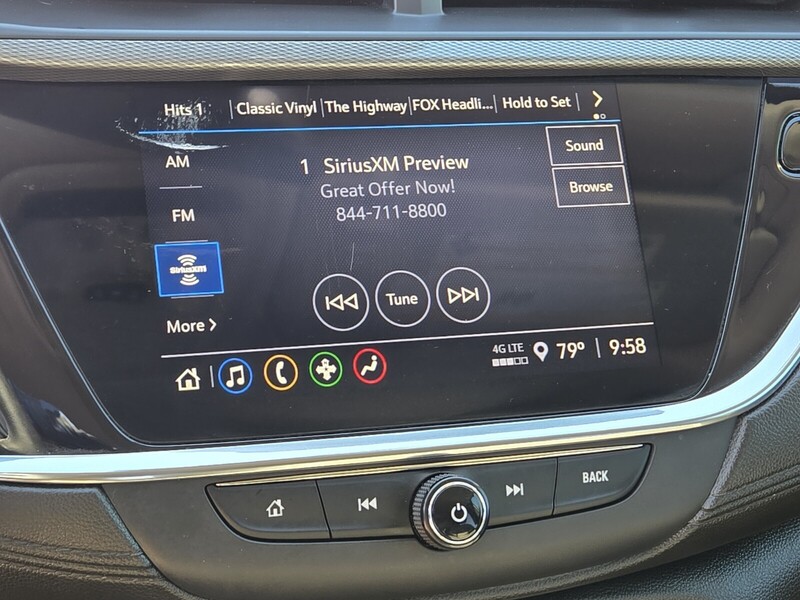 Hits 1 Classic Vinyl The Highway FOX Headli... Hold to Set
AM
FM
SiriusXM
More
1 SiriusXM Preview
Great Offer Now!
844-711-8800
Sound
Browse
Tune
4G LTE 79° 9:58
BACK